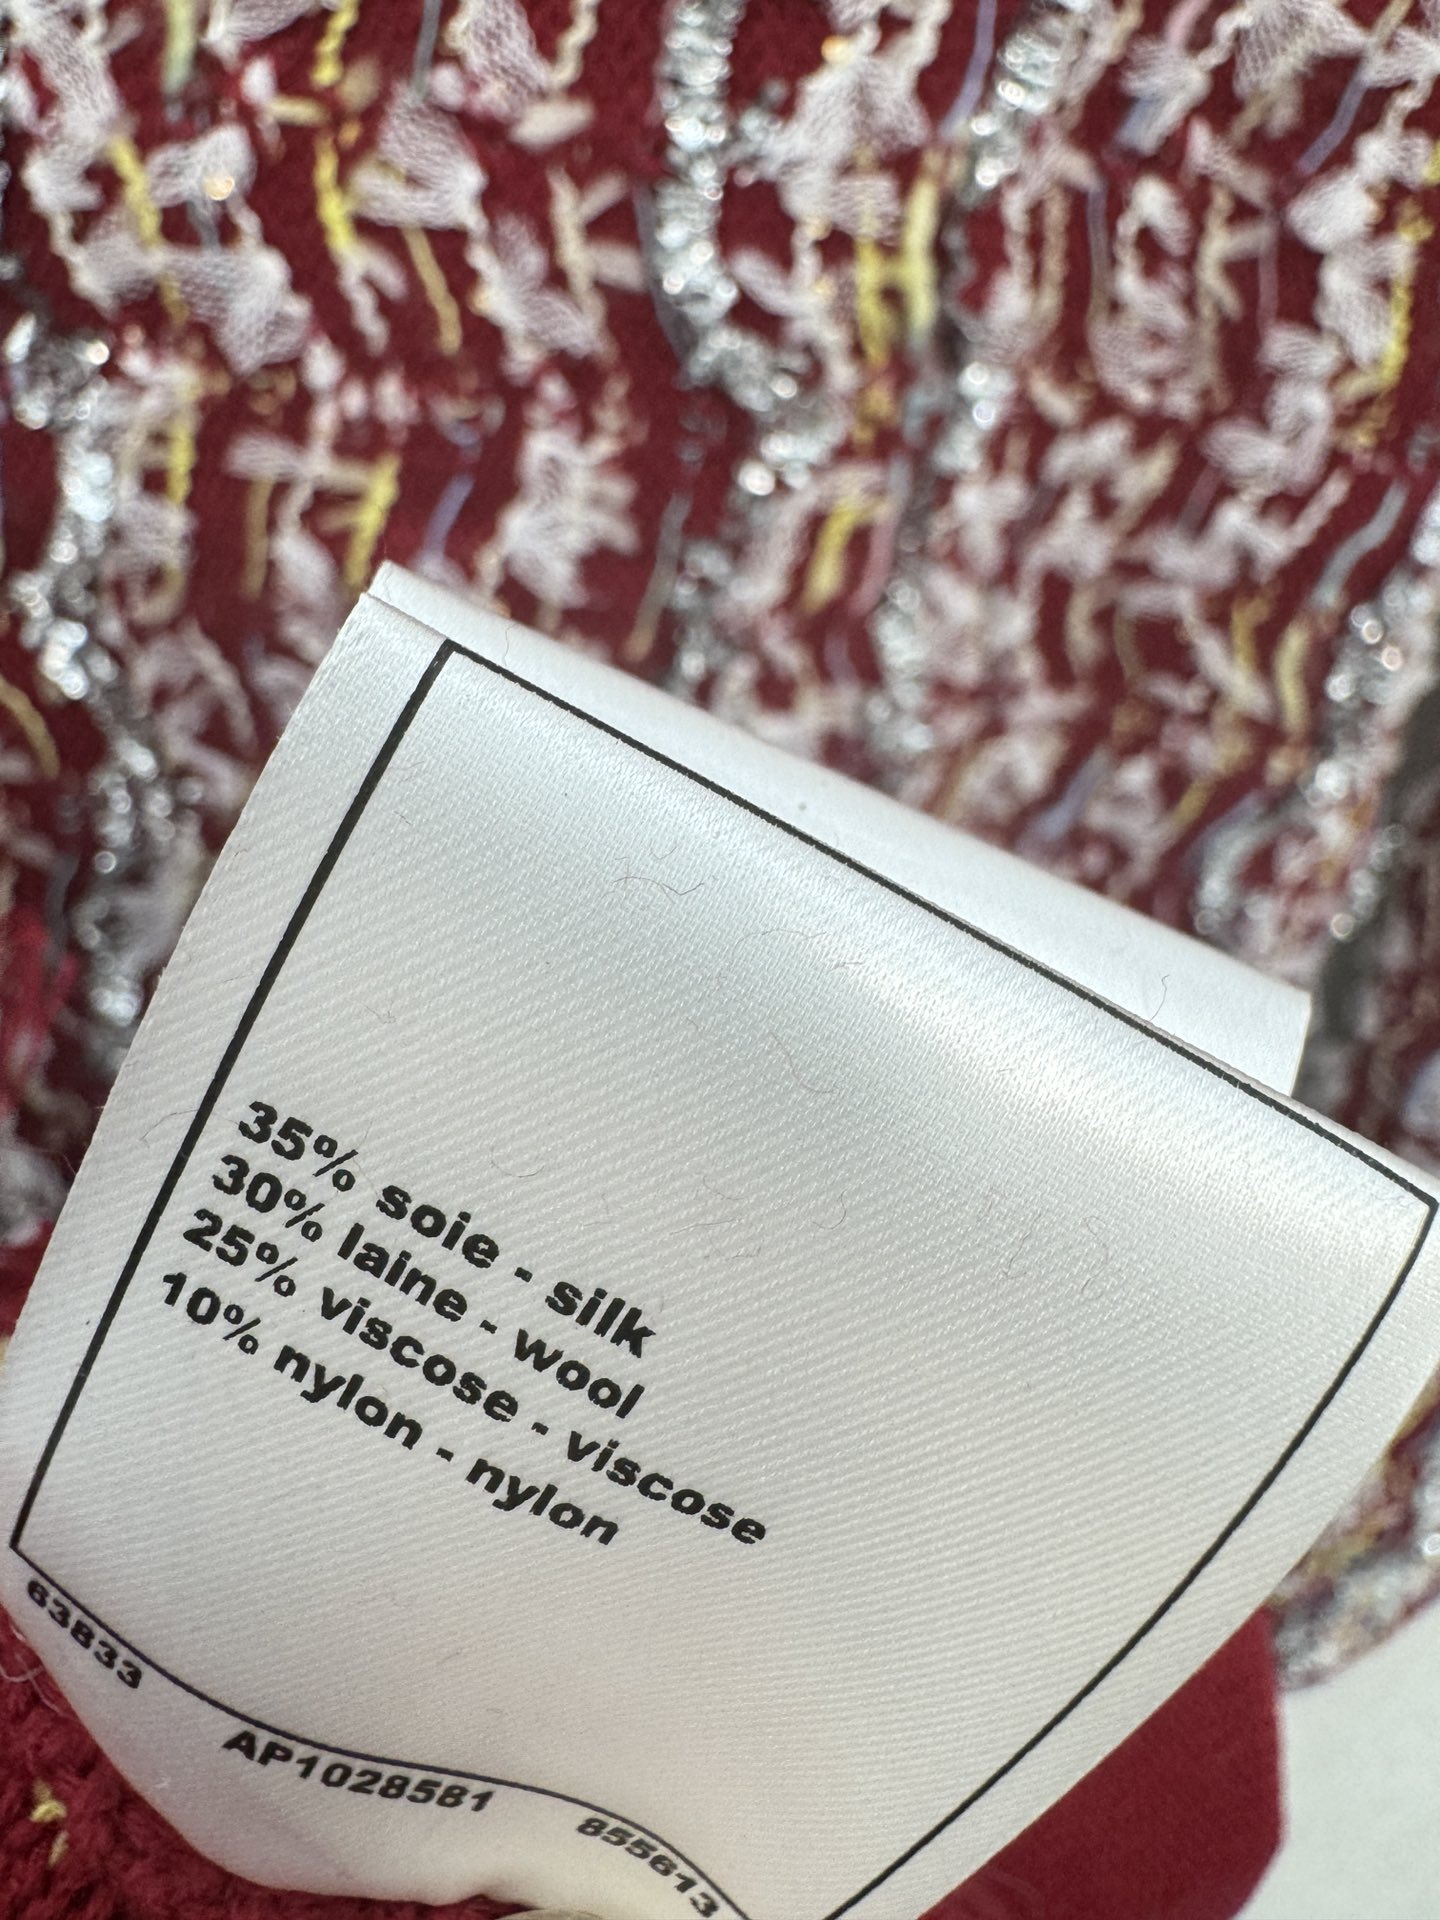 35% soie - silk
30% laine - wool
25% viscose - viscose
10% nylon - nylon
63833
AP1028581
855613